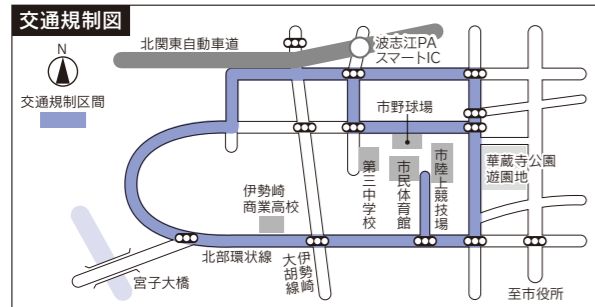 交通規制図
N
交通規制区間
北関東自動車道
波志江PA
スマートIC
市野球場
第三中学校
市民体育館
市陸上競技場
華蔵寺公園
遊園地
伊勢崎
商業高校
北部環状線
伊勢崎
大胡線
宮子大橋
至市役所